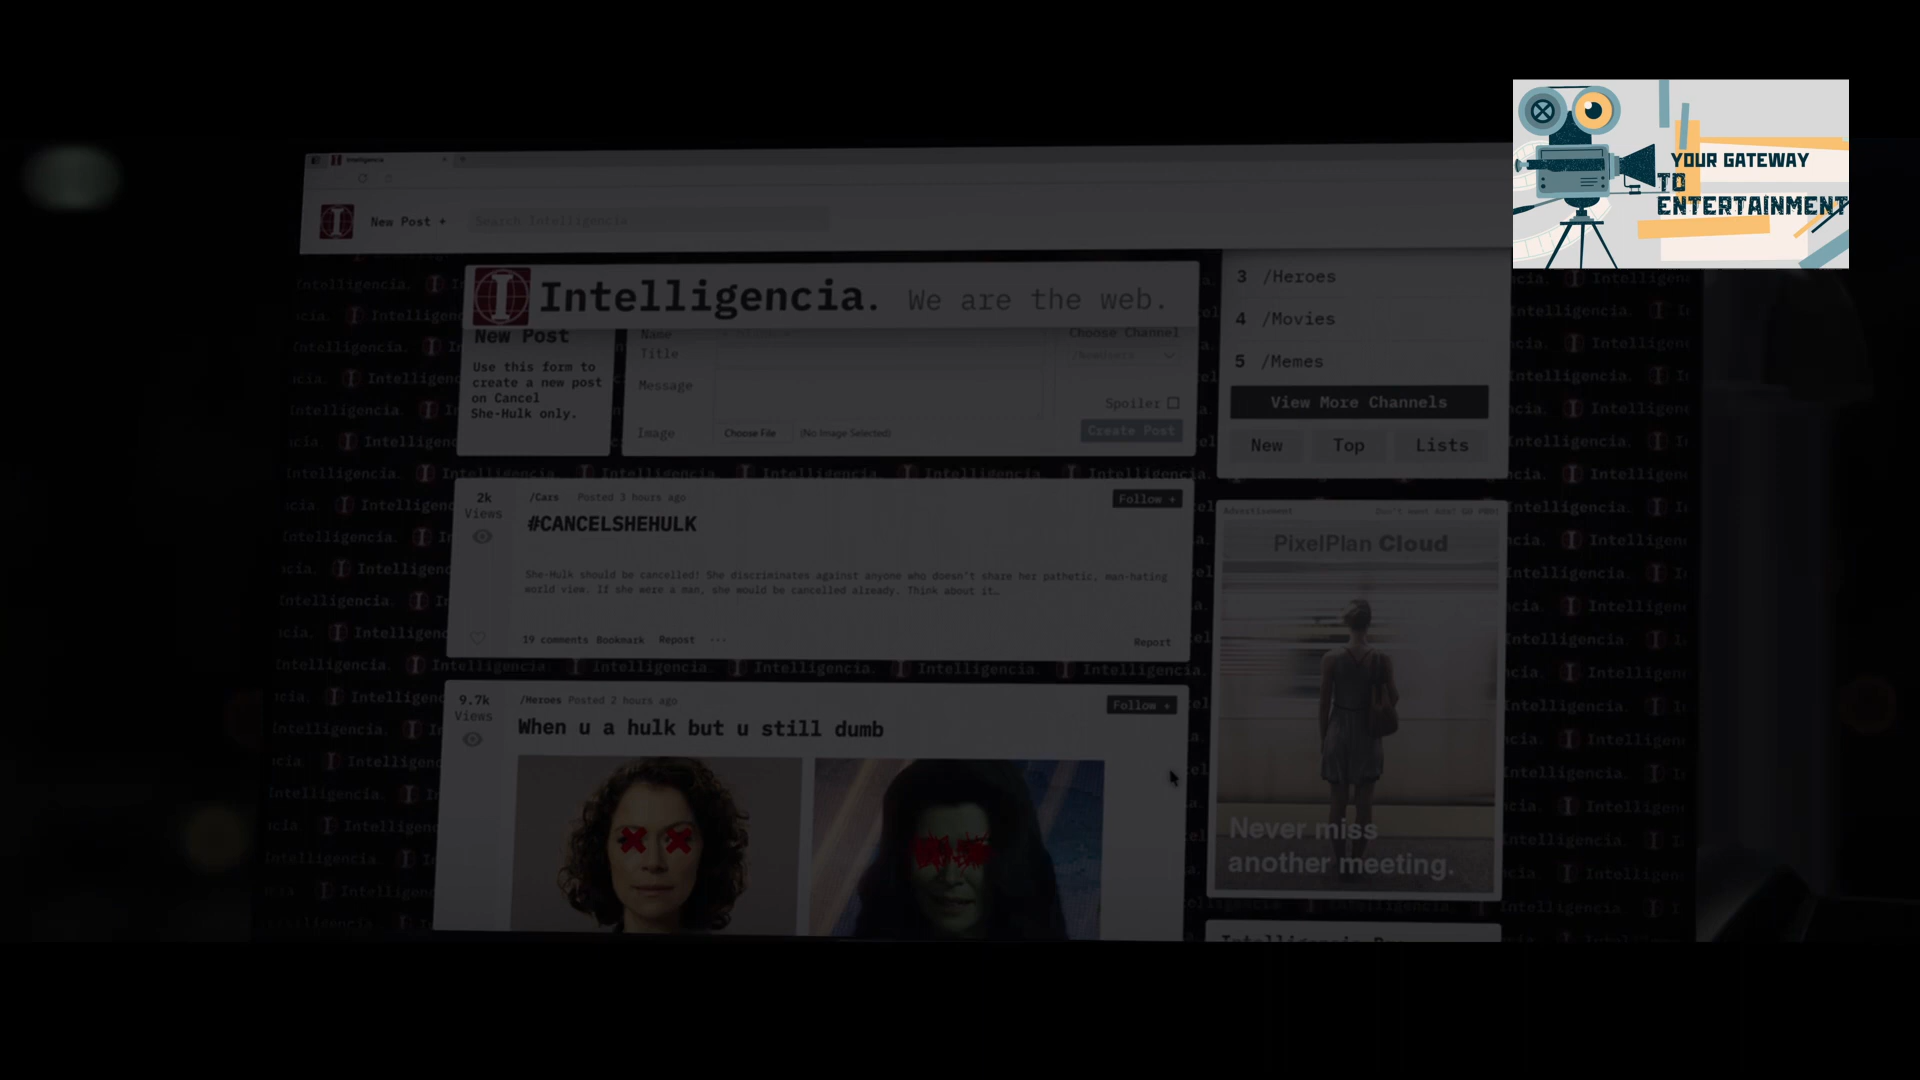 YOUR GATEWAY
TO
ENTERTAINMENT
Intelligencia
New Post +
Search Intelligencia
Intelligencia. We are the web.
New Post
Use this form to
create a new post
on Cancel
She-Hulk only.
Name
Title
Message
Image
Choose File
(No Image Selected)
Choose Channel
Spoiler
Create Post
3 /Heroes
4 /Movies
5 /Memes
View More Channels
New
Top
Lists
2k
Views
/Cars Posted 3 hours ago
Follow +
#CANCELSHEHULK
She-Hulk should be cancelled! She discriminates against anyone who doesn't share her pathetic, man-hating
world view. If she were a man, she would be cancelled already. Think about it…
19 comments Bookmark Repost ...
Report
9.7k
Views
/Heroes Posted 2 hours ago
Follow +
When u a hulk but u still dumb
Advertisement
PixelPlan Cloud
Never miss
another meeting.